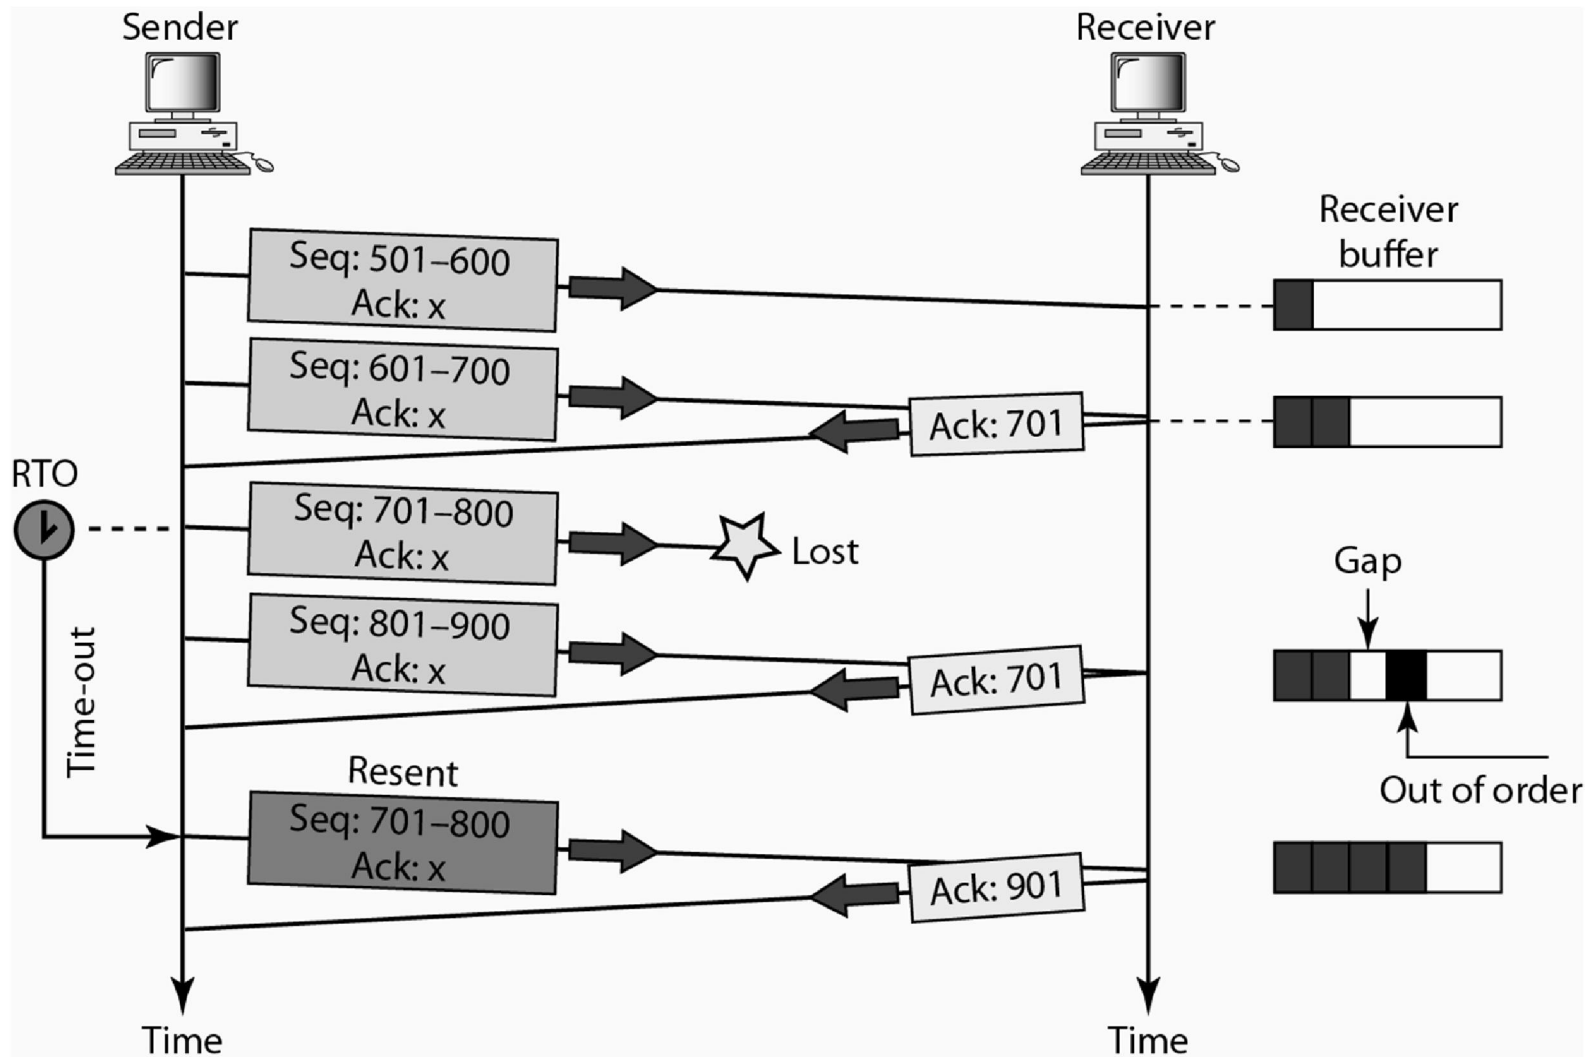 Sender
Receiver
Receiver
buffer
Seq: 501–600
Ack: x
Seq: 601–700
Ack: x
Ack: 701
RTO
Seq: 701–800
Ack: x
Lost
Gap
Time-out
Seq: 801–900
Ack: x
Ack: 701
Out of order
Resent
Seq: 701–800
Ack: x
Ack: 901
Time
Time